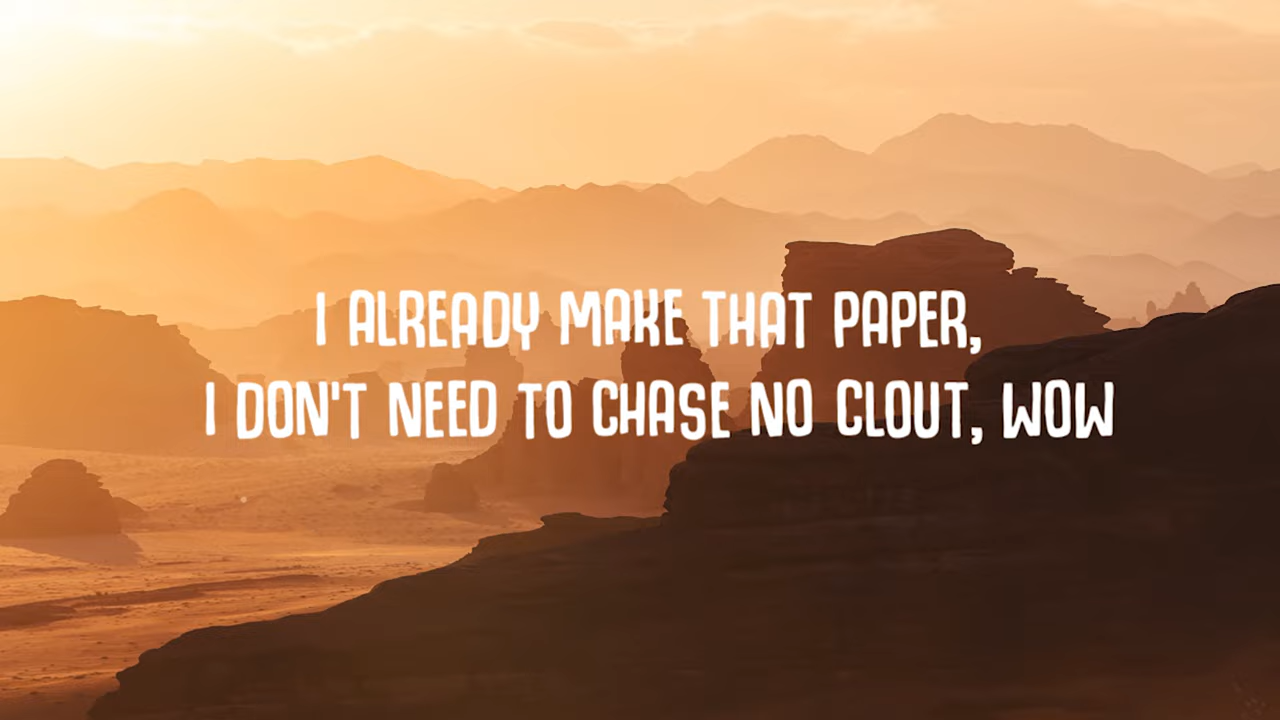 I ALREADY MAKE THAT PAPER,
I DON'T NEED TO CHASE NO CLOUT, WOW